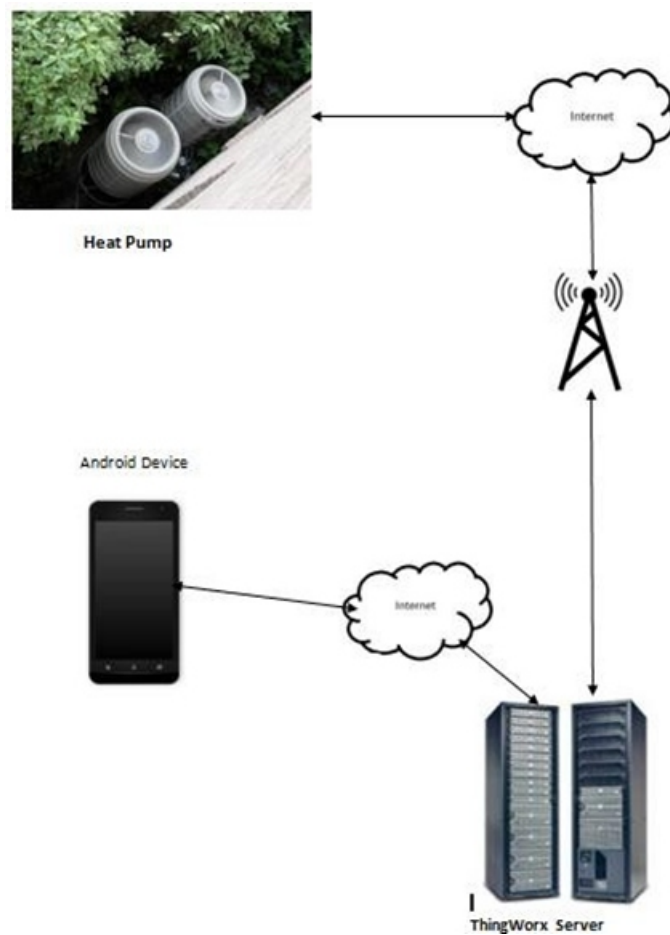 Internet
Heat Pump
Android Device
Internet
ThingWorx Server